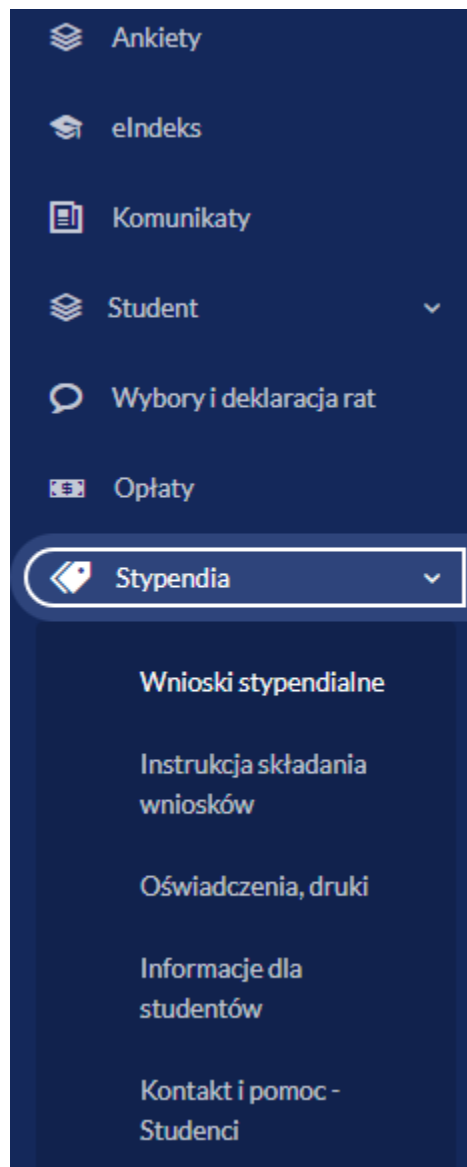 Ankiety
eIndeks
Komunikaty
Student
Wybory i deklaracja rat
Opłaty
Stypendia
Wnioski stypendialne
Instrukcja składania
wniosków
Oświadczenia, druki
Informacje dla
studentów
Kontakt i pomoc -
Studenci